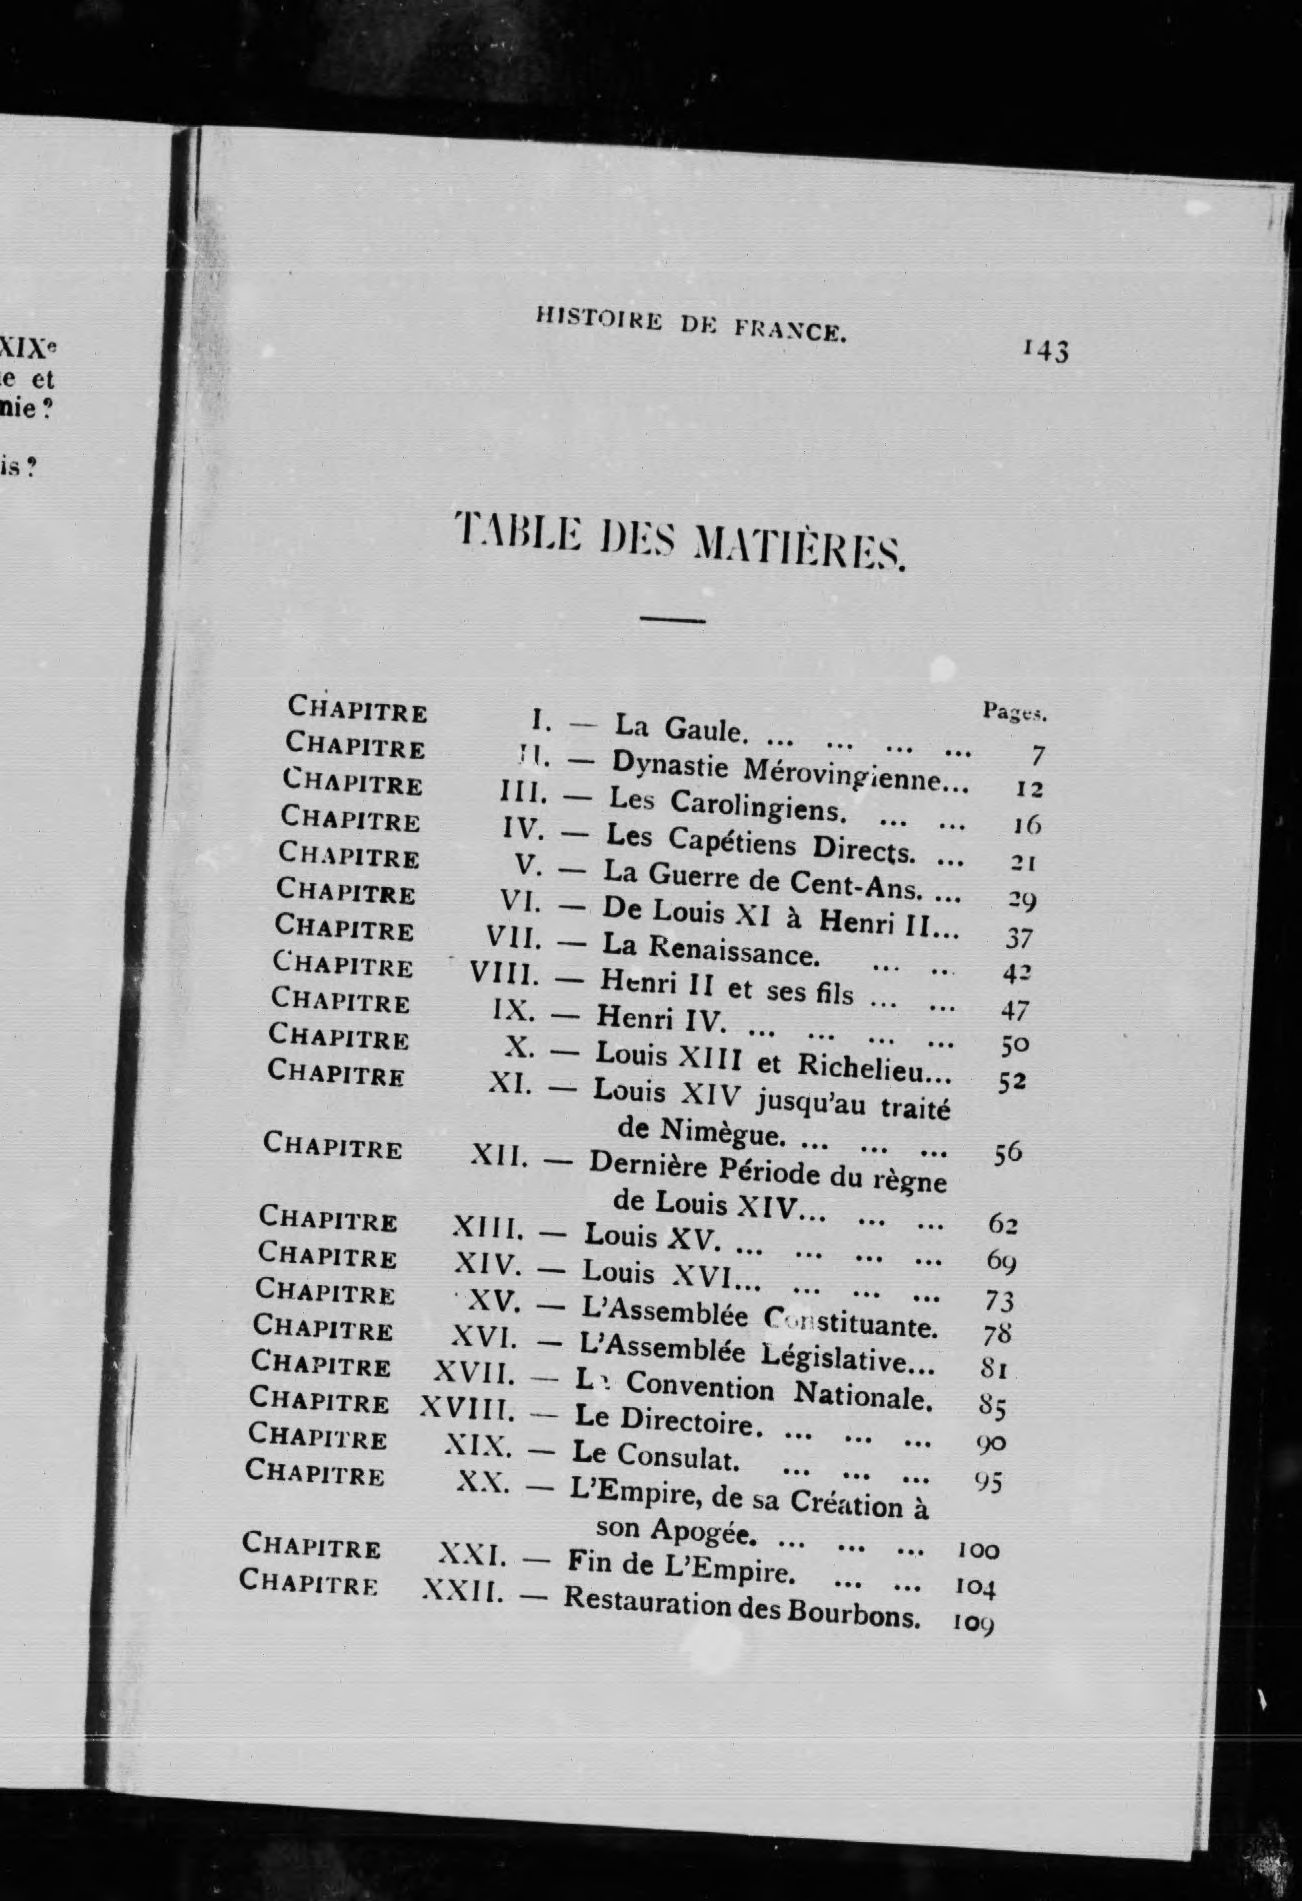 XIXe
e et
nie?
is?
HISTOIRE DE FRANCE. 143
TABLE DES MATIÈRES.
Pages.
CHAPITRE I. — La Gaule. ... ... ... ... 7
CHAPITRE II. — Dynastie Mérovingienne... 12
CHAPITRE III. — Les Carolingiens. ... ... 16
CHAPITRE IV. — Les Capétiens Directs. ... 21
CHAPITRE V. — La Guerre de Cent-Ans. ... 29
CHAPITRE VI. — De Louis XI à Henri II... 37
CHAPITRE VII. — La Renaissance. ... ... 42
CHAPITRE VIII. — Henri II et ses fils ... ... 47
CHAPITRE IX. — Henri IV. ... ... ... ... 50
CHAPITRE X. — Louis XIII et Richelieu... 52
CHAPITRE XI. — Louis XIV jusqu'au traité
de Nimègue. ... ... ... 56
CHAPITRE XII. — Dernière Période du règne
de Louis XIV... ... ... 62
CHAPITRE XIII. — Louis XV. ... ... ... ... 69
CHAPITRE XIV. — Louis XVI... ... ... ... 73
CHAPITRE XV. — L'Assemblée Constituante. 78
CHAPITRE XVI. — L'Assemblée Législative... 81
CHAPITRE XVII. — La Convention Nationale. 85
CHAPITRE XVIII. — Le Directoire. ... ... ... 90
CHAPITRE XIX. — Le Consulat. ... ... ... 95
CHAPITRE XX. — L'Empire, de sa Création à
son Apogée. ... ... ... 100
CHAPITRE XXI. — Fin de L'Empire. ... ... 104
CHAPITRE XXII. — Restauration des Bourbons. 109